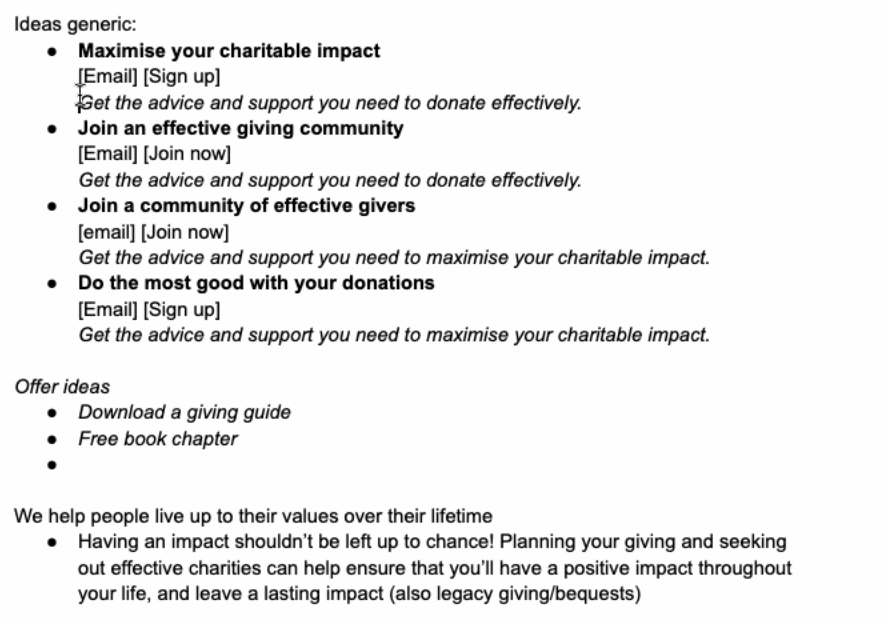 Ideas generic:
● Maximise your charitable impact
[Email] [Sign up]
Get the advice and support you need to donate effectively.
● Join an effective giving community
[Email] [Join now]
Get the advice and support you need to donate effectively.
● Join a community of effective givers
[email] [Join now]
Get the advice and support you need to maximise your charitable impact.
● Do the most good with your donations
[Email] [Sign up]
Get the advice and support you need to maximise your charitable impact.
Offer ideas
● Download a giving guide
● Free book chapter
●
We help people live up to their values over their lifetime
● Having an impact shouldn’t be left up to chance! Planning your giving and seeking
out effective charities can help ensure that you’ll have a positive impact throughout
your life, and leave a lasting impact (also legacy giving/bequests)